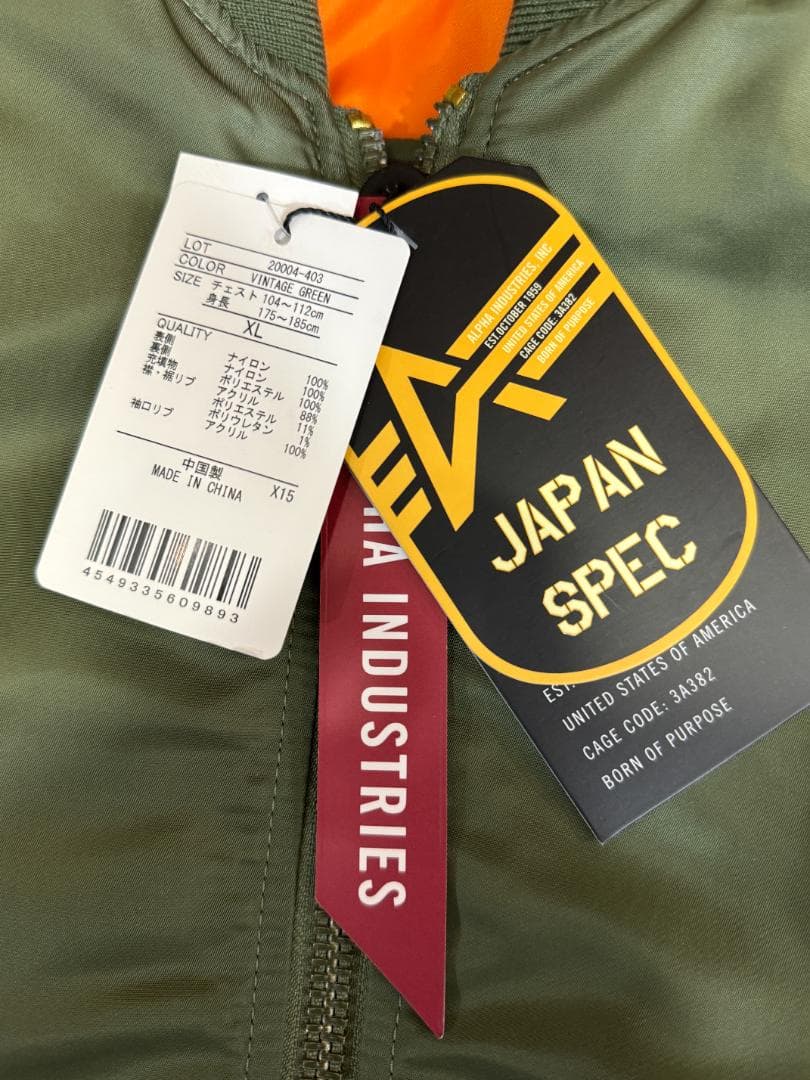 LOT 20004-403
COLOR VINTAGE GREEN
SIZE チェスト 104~112cm
身長 175~185cm
XL
QUALITY
表側 ナイロン 100%
裏側 ナイロン 100%
充填物 ポリエステル 100%
襟・裾リブ アクリル 88%
ポリエステル 11%
ポリウレタン 1%
袖口リブ アクリル 100%
中国製
MADE IN CHINA X15
4549335609893
ALPHA INDUSTRIES, INC
EST.OCTOBER 1959
UNITED STATES OF AMERICA
CAGE CODE: 3A382
BORN OF PURPOSE
JAPAN
SPEC
EST.
UNITED STATES OF AMERICA
CAGE CODE: 3A382
BORN OF PURPOSE
HA INDUSTRIES